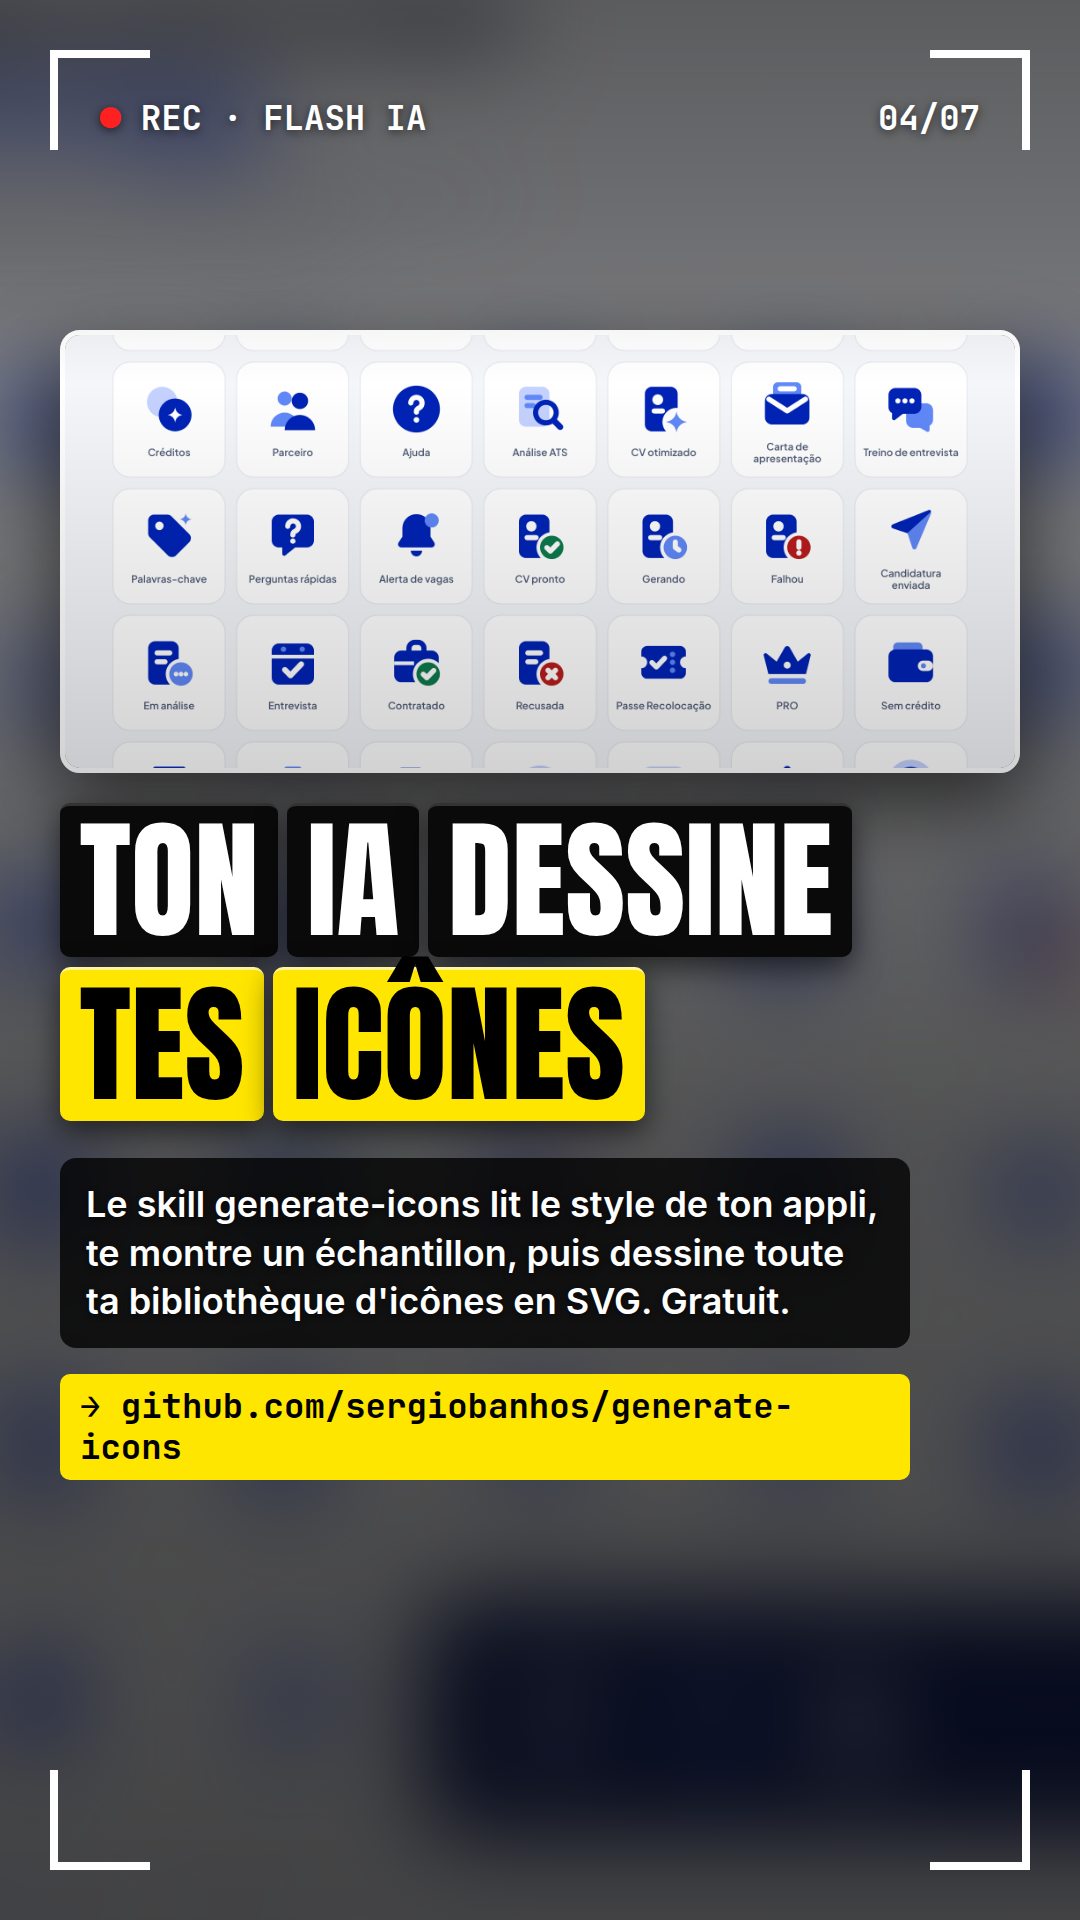 REC · FLASH IA
04/07
Créditos
Parceiro
Ajuda
Análise ATS
CV otimizado
Carta de
apresentação
Treino de entrevista
Palavras-chave
Perguntas rápidas
Alerta de vagas
CV pronto
Gerando
Falhou
Candidatura
enviada
Em análise
Entrevista
Contratado
Recusada
Passe Recolocação
PRO
Sem crédito
TON IA DESSINE
TES ICÔNES
Le skill generate-icons lit le style de ton appli,
te montre un échantillon, puis dessine toute
ta bibliothèque d'icônes en SVG. Gratuit.
→ github.com/sergiobanhos/generate-
icons